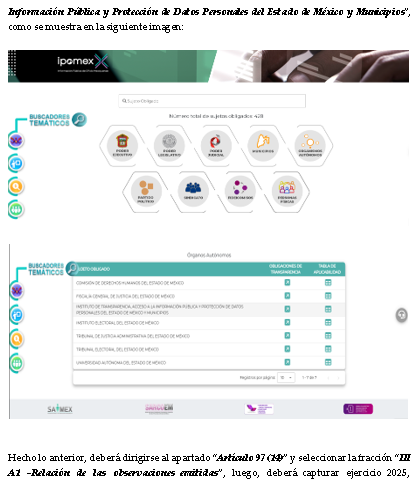 Información Pública y Protección de Datos Personales del Estado de México y Municipios”,
como se muestra en la siguiente imagen:
ipomex
Buscar Sujeto Obligado
Número total de sujetos obligados: 428
BUSCADORES
TEMÁTICOS
PODER
EJECUTIVO
PODER
LEGISLATIVO
PODER
JUDICIAL
MUNICIPIOS
ORGANISMOS
AUTÓNOMOS
PARTIDO
POLÍTICO
SINDICATO
FIDEICOMISOS
PERSONAS
FÍSICAS
Órganos Autónomos
BUSCADORES
TEMÁTICOS
SUJETO OBLIGADO
OBLIGACIONES DE
TRANSPARENCIA
TABLA DE
APLICABILIDAD
COMISIÓN DE DERECHOS HUMANOS DEL ESTADO DE MÉXICO
FISCALÍA GENERAL DE JUSTICIA DEL ESTADO DE MÉXICO
INSTITUTO DE TRANSPARENCIA, ACCESO A LA INFORMACIÓN PÚBLICA Y PROTECCIÓN DE DATOS
PERSONALES DEL ESTADO DE MÉXICO Y MUNICIPIOS
INSTITUTO ELECTORAL DEL ESTADO DE MÉXICO
TRIBUNAL DE JUSTICIA ADMINISTRATIVA DEL ESTADO DE MÉXICO
TRIBUNAL ELECTORAL DEL ESTADO DE MÉXICO
UNIVERSIDAD AUTÓNOMA DEL ESTADO DE MÉXICO
Registros por página 10 1 - 7 de 7
SAIMEX
SARCOEM
Hecho lo anterior, deberá dirigirse al apartado “Artículo 97 (14)” y seleccionar la fracción “III
A1 –Relación de las observaciones emitidas”, luego, deberá capturar ejercicio 2025,